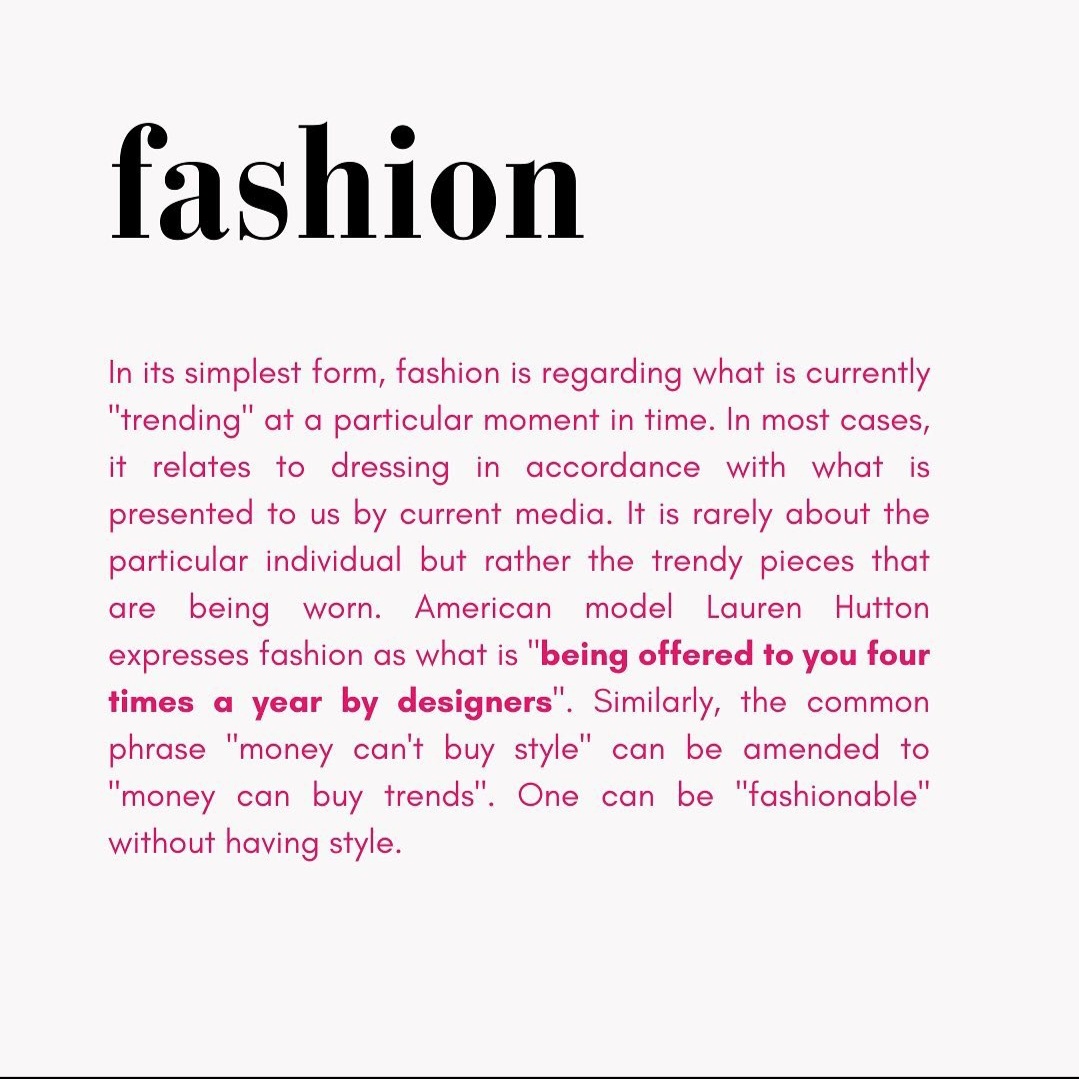 fashion
In its simplest form, fashion is regarding what is currently
"trending" at a particular moment in time. In most cases,
it relates to dressing in accordance with what is
presented to us by current media. It is rarely about the
particular individual but rather the trendy pieces that
are being worn. American model Lauren Hutton
expresses fashion as what is "being offered to you four
times a year by designers". Similarly, the common
phrase "money can't buy style" can be amended to
"money can buy trends". One can be "fashionable"
without having style.